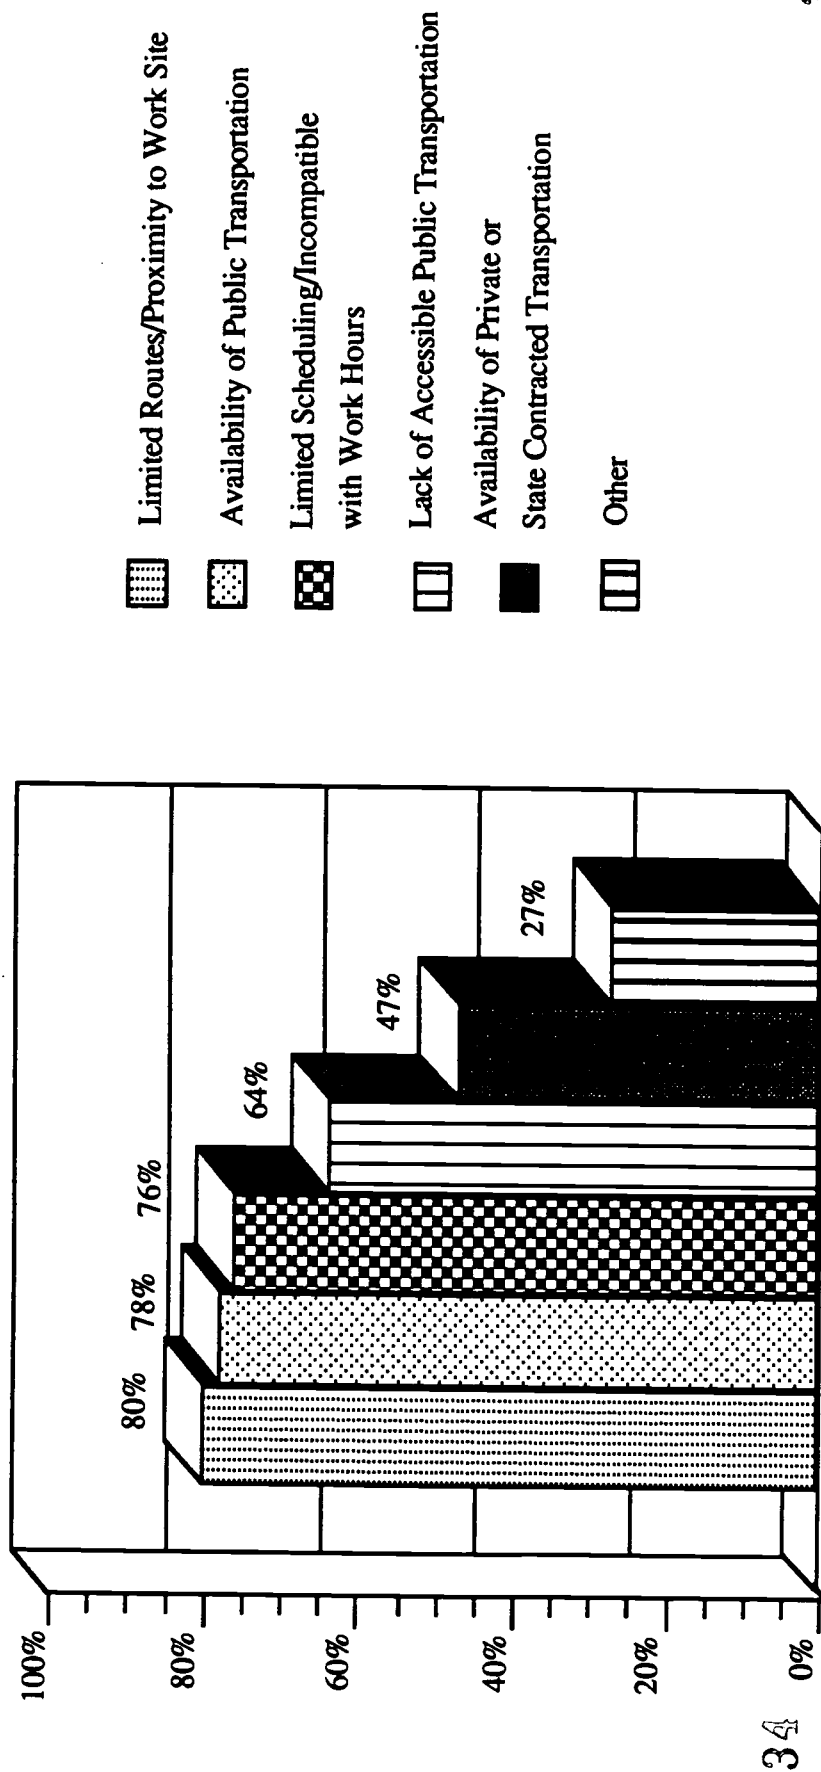 100%
80%
60%
40%
20%
0%
80%
78%
76%
64%
47%
27%
Limited Routes/Proximity to Work Site
Availability of Public Transportation
Limited Scheduling/Incompatible
with Work Hours
Lack of Accessible Public Transportation
Availability of Private or
State Contracted Transportation
Other
34